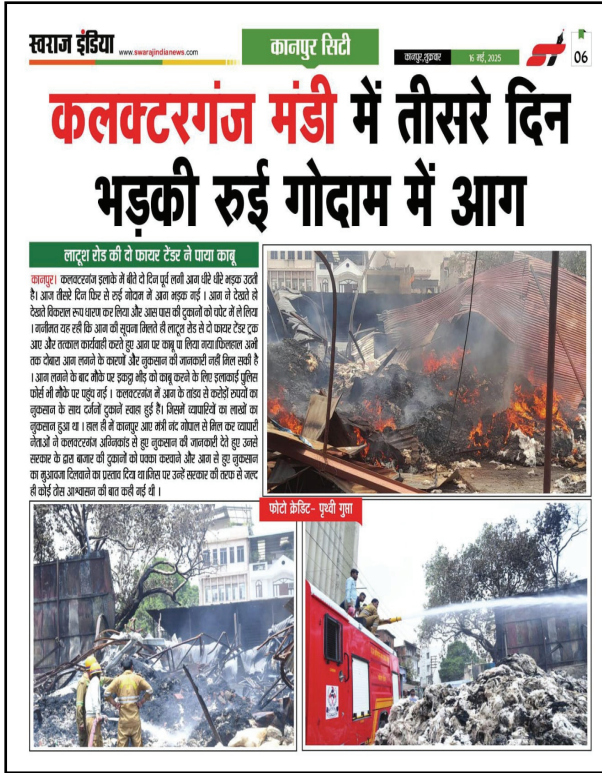 स्वराज इंडिया
www.swarajindianews.com
कानपुर सिटी
कानपुर,शुक्रवार
16 मई, 2025
06
कलक्टरगंज मंडी में तीसरे दिन
भड़की रुई गोदाम में आग
लाटूश रोड की दो फायर टेंडर ने पाया काबू
कानपुर। कलक्टरगंज इलाके में बीते दो दिन पूर्व लगी आग धीरे धीरे भड़क उठती
है। आज तीसरे दिन फिर से रुई गोदाम में आग भड़क गई । आग ने देखते हो
देखते विकराल रूप धारण कर लिया और आस पास की दुकानो को चपेट में ले लिया
। गनीमत यह रही कि आग की सूचना मिलते ही लाटूश रोड से दो फायर टेंडर ट्रक
आए और तत्काल कार्यवाही करते हुए आग पर काबू पा लिया गया।फिलहाल अभी
तक दोबारा आग लगने के कारणों और नुकसान की जानकारी नहीं मिल सकी है
। आग लगने के बाद मौके पर इकट्ठा भीड़ को काबू करने के लिए इलाकाई पुलिस
फोर्स भी मौके पर पहुंच गई । कलक्टरगंज में आग के तांडव से करोड़ों रुपयों का
नुकसान के साथ दर्जनों दुकानें स्वाहा हुई है। जिसमें व्यापारियों का लाखों का
नुकसान हुआ था । हाल ही में कानपुर आए मंत्री नंद गोपाल से मिल कर व्यापारी
नेताओं ने कलक्टरगंज अग्निकांड से हुए नुकसान की जानकारी देते हुए उनसे
सरकार के द्वारा बाजार की दुकानों को पक्का करवाने और आग से हुए नुकसान
का मुआवजा दिलवाने का प्रस्ताव दिया था।जिस पर उन्हें सरकार की तरफ से जल्द
ही कोई ठोस आश्वासन की बात कही गई थी ।
फोटो क्रेडिट- पृथ्वी गुप्ता